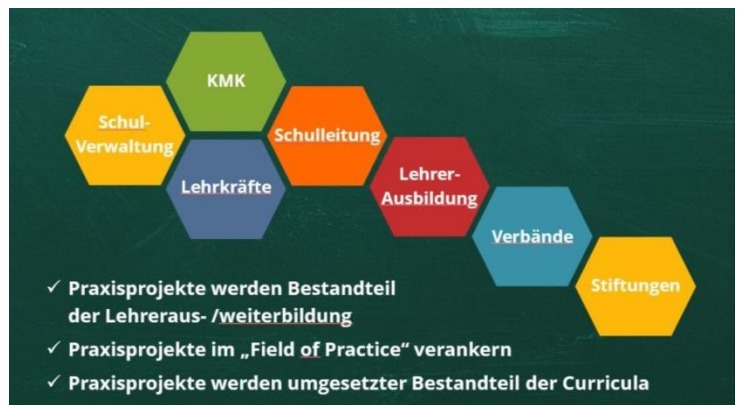 KMK
Schul-
Verwaltung
Schulleitung
Lehrkräfte
Lehrer-
Ausbildung
Verbände
Stiftungen
✓ Praxisprojekte werden Bestandteil
der Lehreraus- /weiterbildung
✓ Praxisprojekte im „Field of Practice“ verankern
✓ Praxisprojekte werden umgesetzter Bestandteil der Curricula